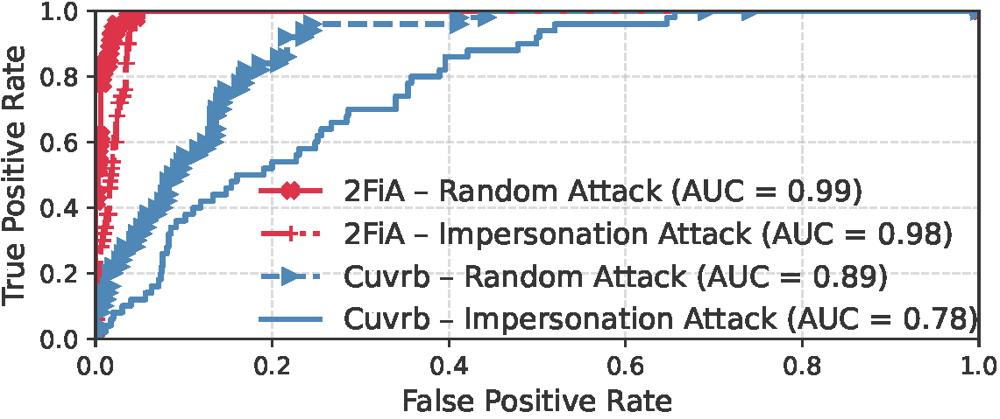 True Positive Rate
1.0
0.8
0.6
0.4
0.2
0.0
2FiA – Random Attack (AUC = 0.99)
2FiA – Impersonation Attack (AUC = 0.98)
Cuvrb – Random Attack (AUC = 0.89)
Cuvrb – Impersonation Attack (AUC = 0.78)
0.0 0.2 0.4 0.6 0.8 1.0
False Positive Rate